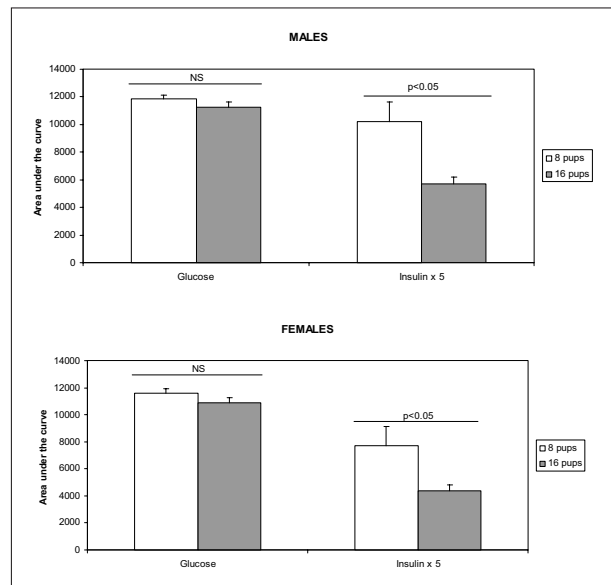 MALES
Area under the curve
14000
12000
10000
8000
6000
4000
2000
0
NS
p<0.05
Glucose
Insulin x 5
8 pups
16 pups
FEMALES
Area under the curve
14000
12000
10000
8000
6000
4000
2000
0
NS
p<0.05
Glucose
Insulin x 5
8 pups
16 pups